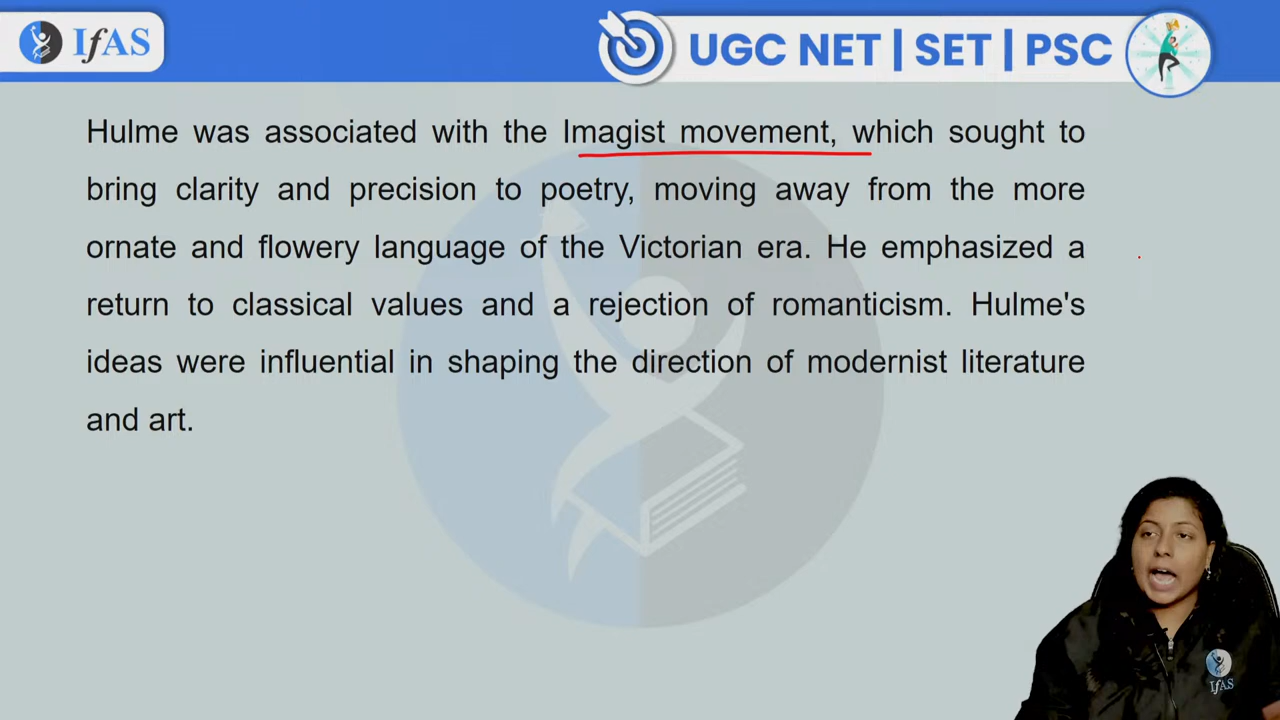 IfAS
UGC NET | SET | PSC
Hulme was associated with the Imagist movement, which sought to
bring clarity and precision to poetry, moving away from the more
ornate and flowery language of the Victorian era. He emphasized a
return to classical values and a rejection of romanticism. Hulme's
ideas were influential in shaping the direction of modernist literature
and art.
IfAS